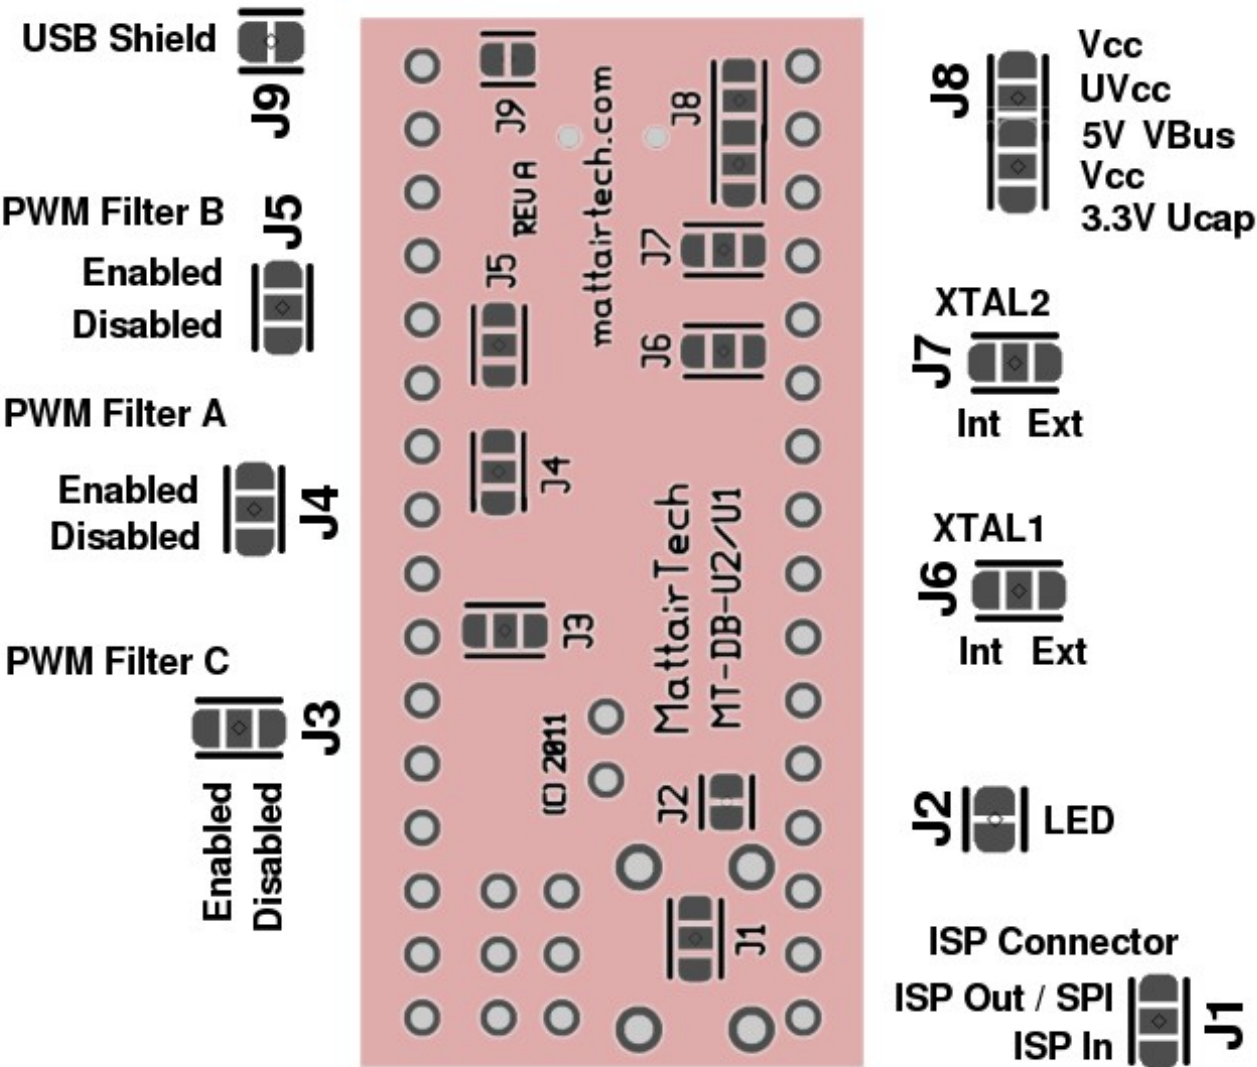 USB Shield
J9
PWM Filter B
J5
Enabled
Disabled
PWM Filter A
Enabled
Disabled
J4
PWM Filter C
J3
Enabled
Disabled
J9
REV A
mattairtech.com
J8
J7
J5
J6
J4
J3
MattairTech
MT-DB-U2/U1
(C) 2011
J2
J1
J8
Vcc
UVcc
5V VBus
Vcc
3.3V Ucap
XTAL2
J7
Int Ext
XTAL1
J6
Int Ext
J2
LED
ISP Connector
ISP Out / SPI
ISP In
J1